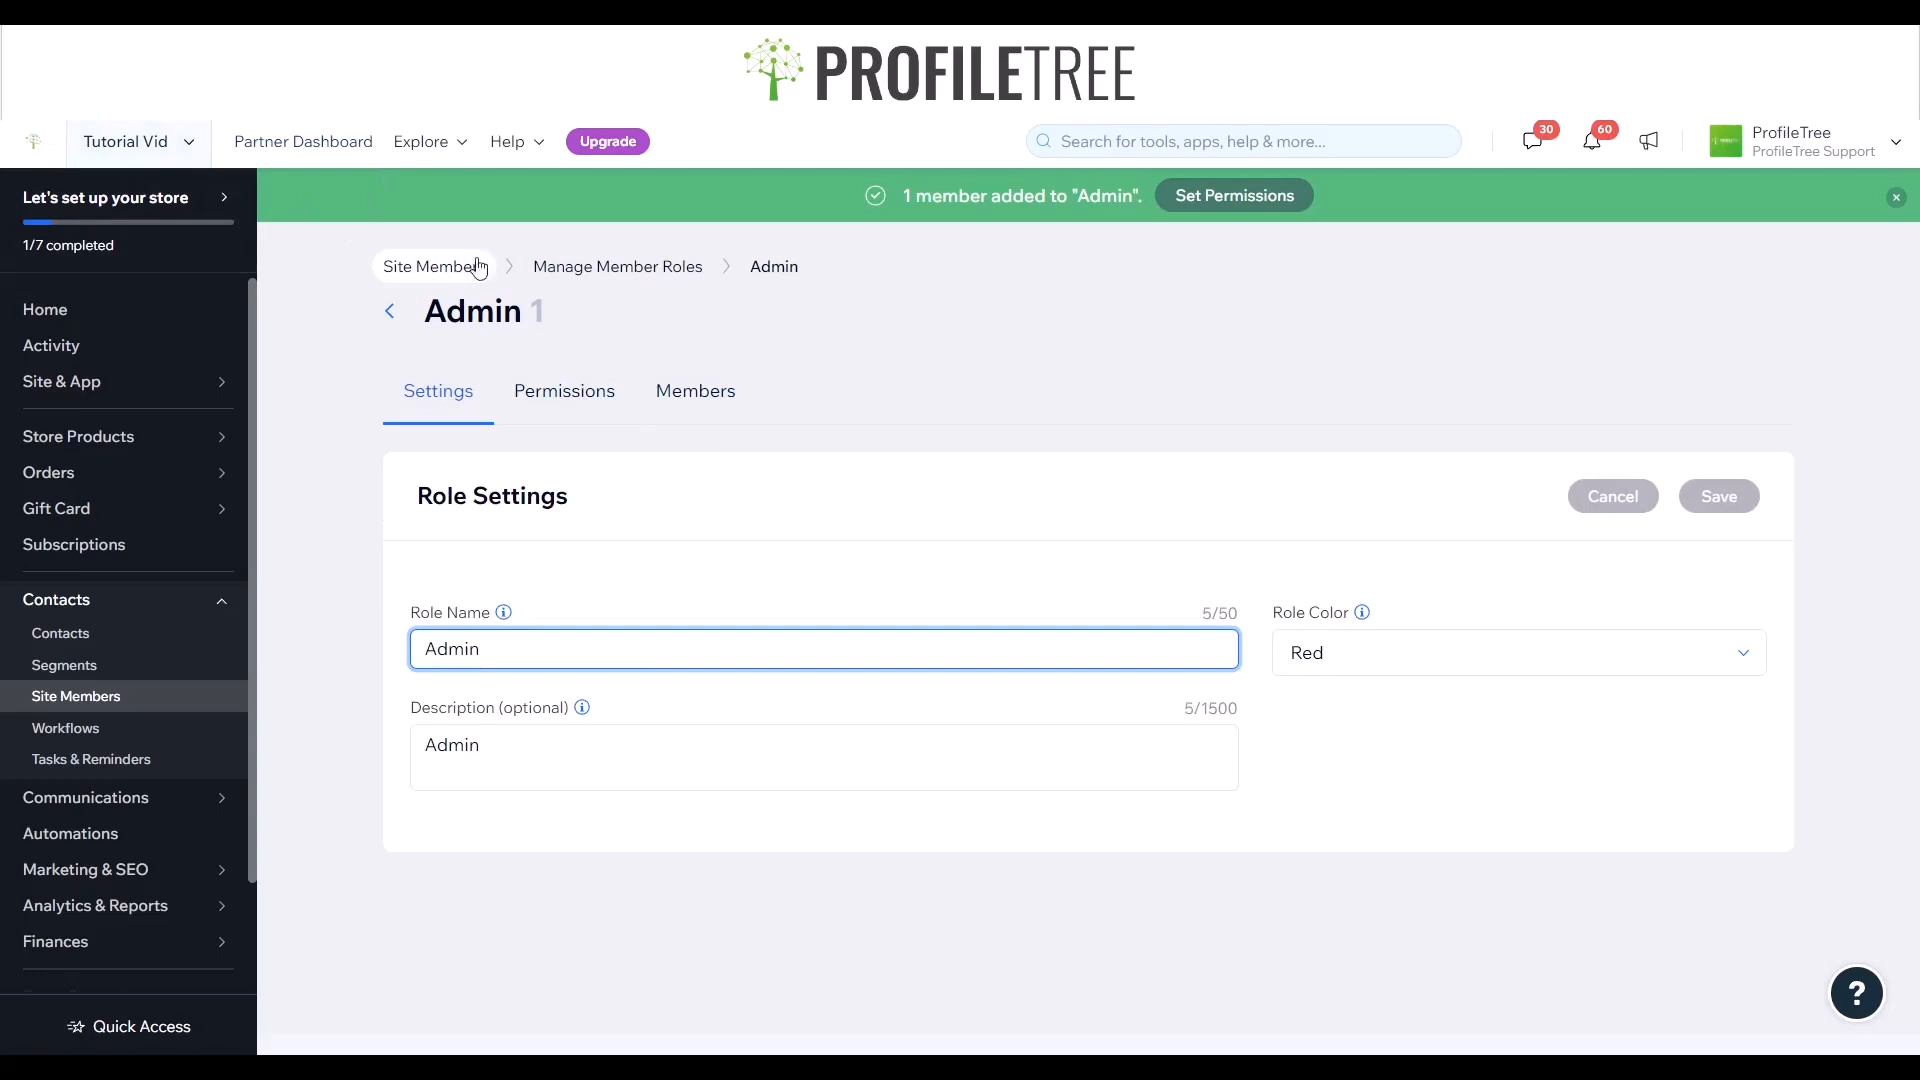 PROFILETREE
Tutorial Vid
Partner Dashboard
Explore
Help
Upgrade
Search for tools, apps, help & more...
30
60
ProfileTree
ProfileTree Support
Let's set up your store
1/7 completed
1 member added to "Admin".
Set Permissions
Home
Activity
Site & App
Store Products
Orders
Gift Card
Subscriptions
Contacts
Contacts
Segments
Site Members
Workflows
Tasks & Reminders
Communications
Automations
Marketing & SEO
Analytics & Reports
Finances
Quick Access
Site Members
Manage Member Roles
Admin
Admin 1
Settings
Permissions
Members
Role Settings
Cancel
Save
Role Name
5/50
Admin
Role Color
Red
Description (optional)
5/1500
Admin
?